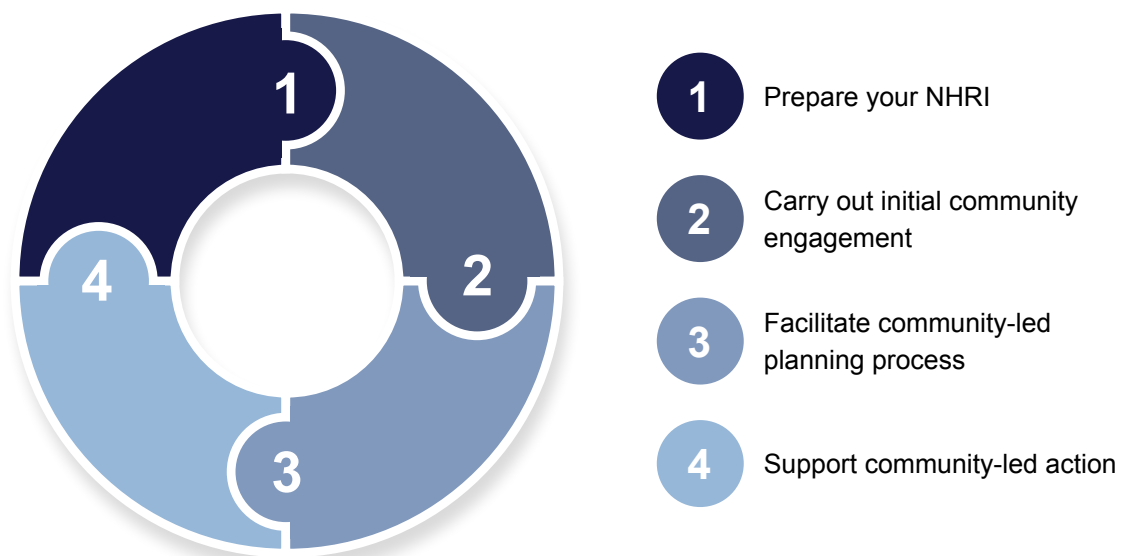 1
2
3
4
1
Prepare your NHRI
2
Carry out initial community
engagement
3
Facilitate community-led
planning process
4
Support community-led action